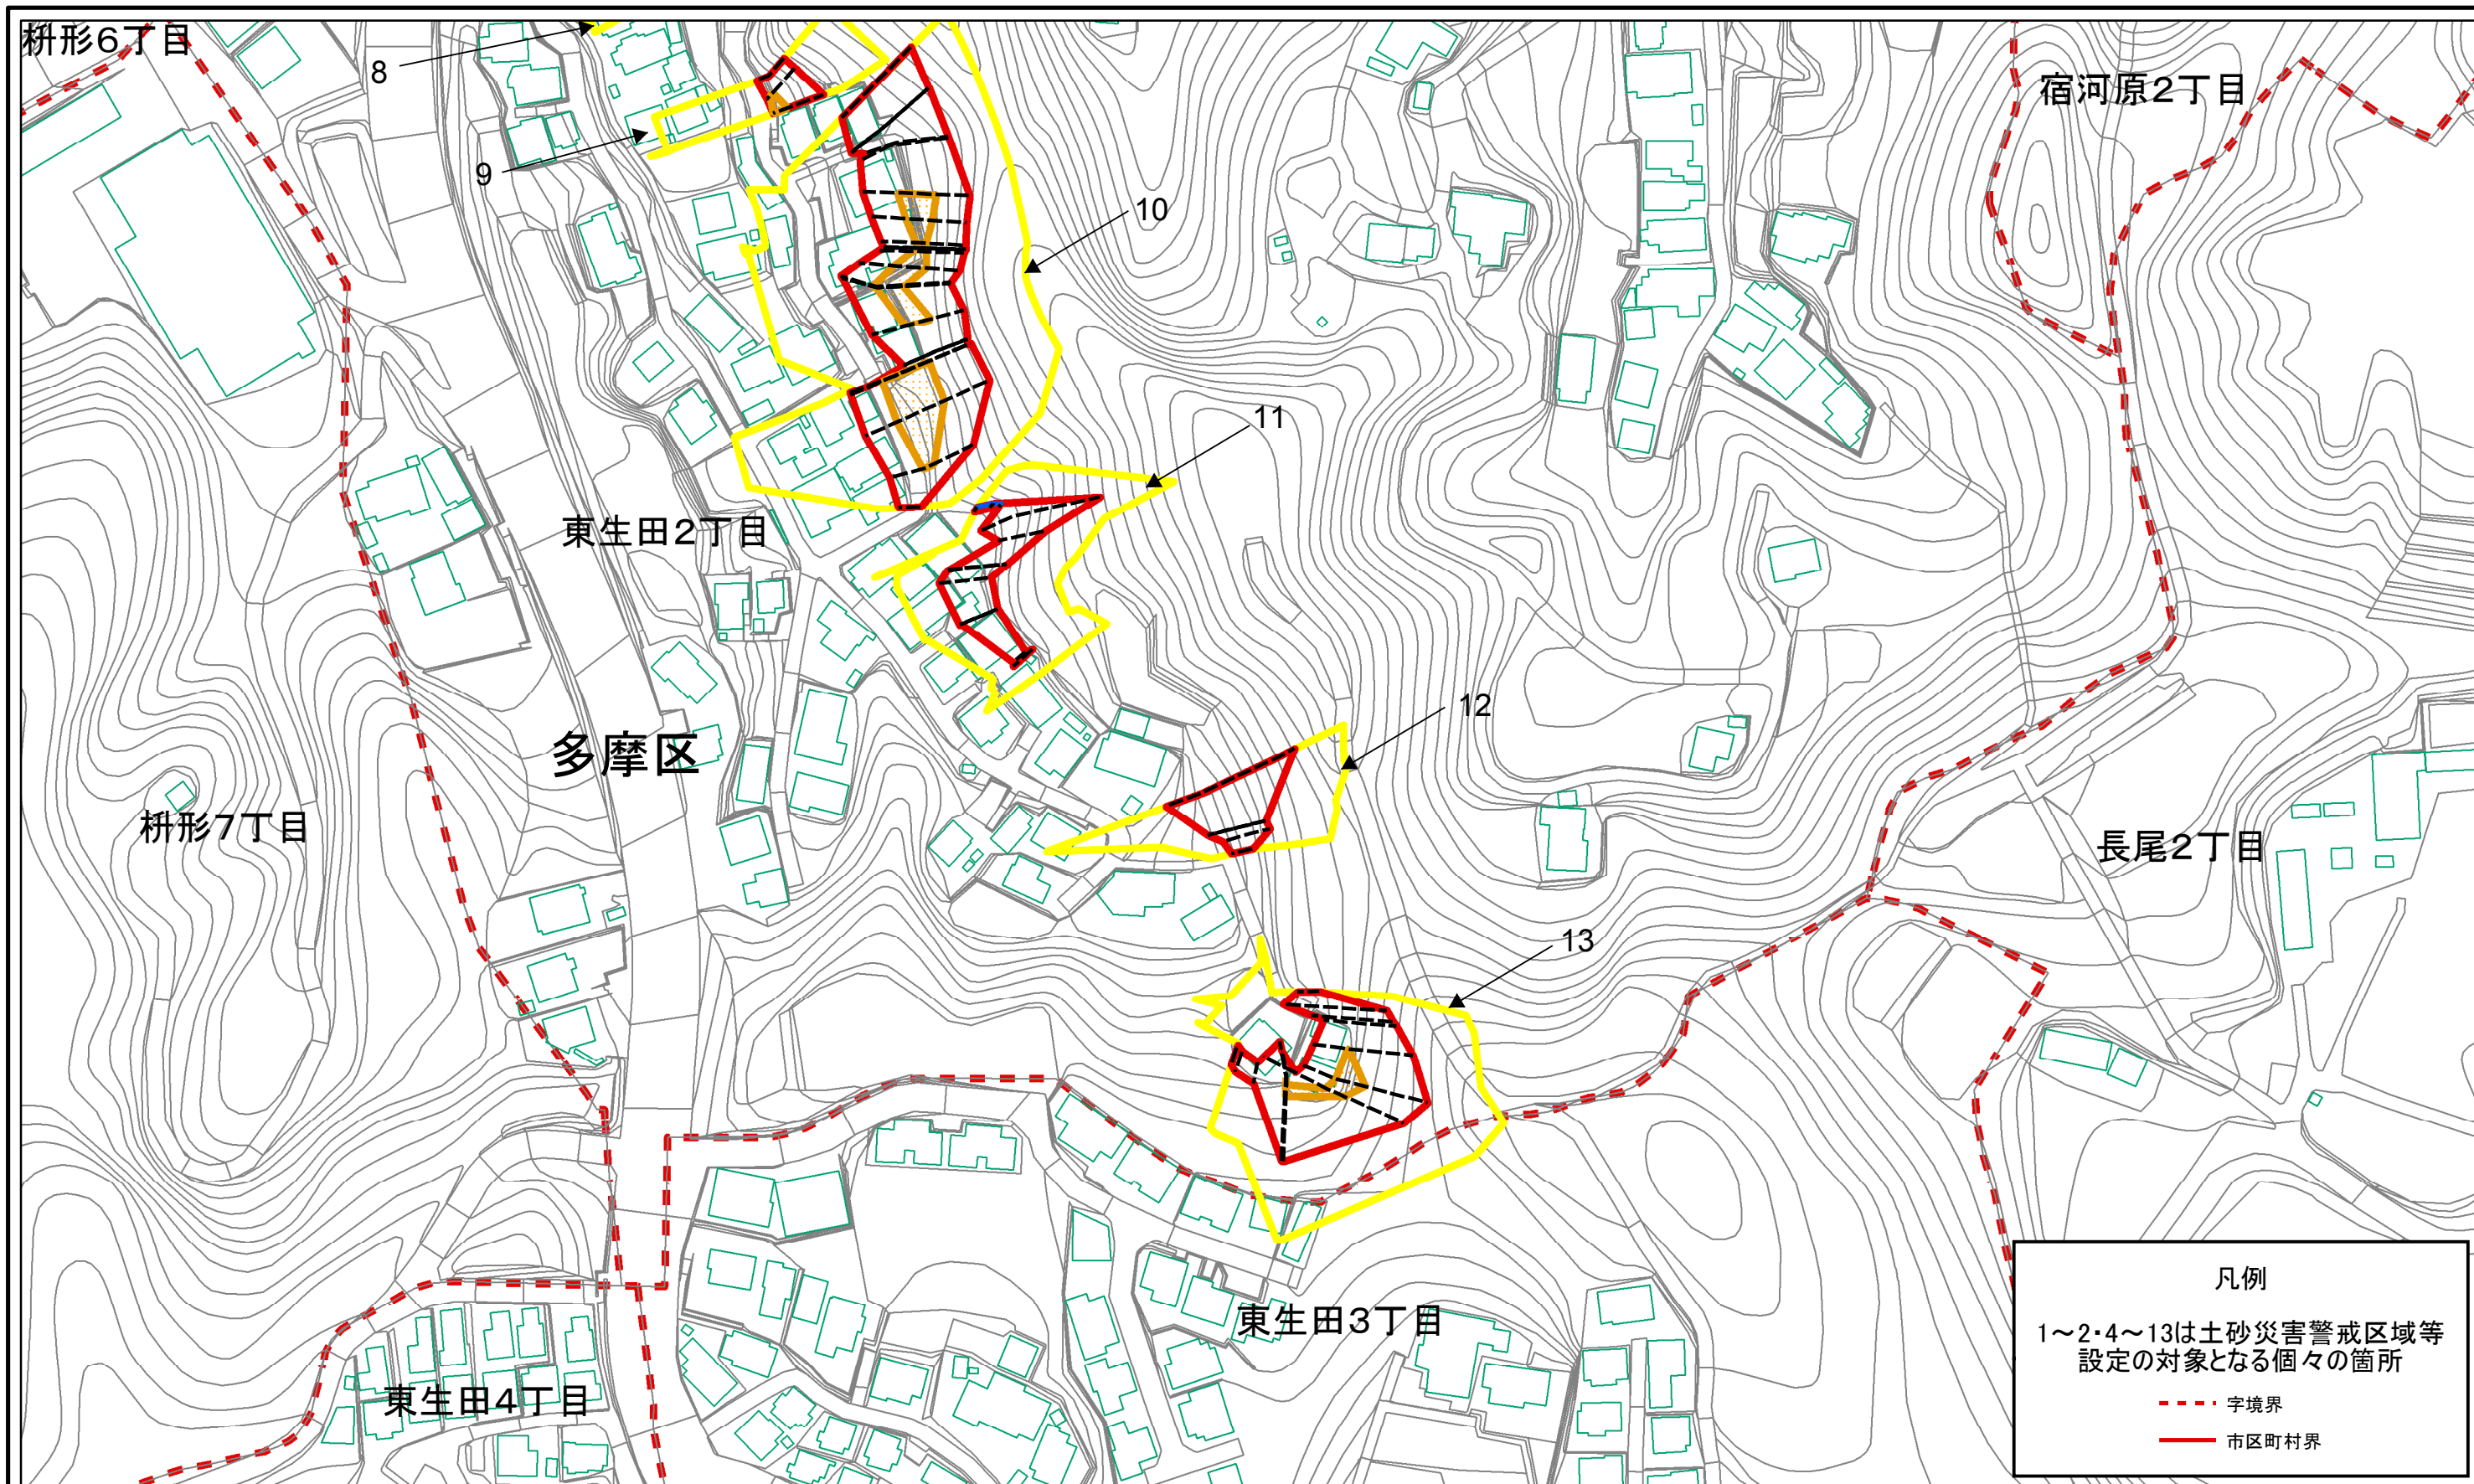 枡形6丁目
8
宿河原2丁目
9
10
11
東生田2丁目
12
多摩区
枡形7丁目
長尾2丁目
13
東生田3丁目
東生田4丁目
凡例
1～2・4～13は土砂災害警戒区域等
設定の対象となる個々の箇所
字境界
市区町村界